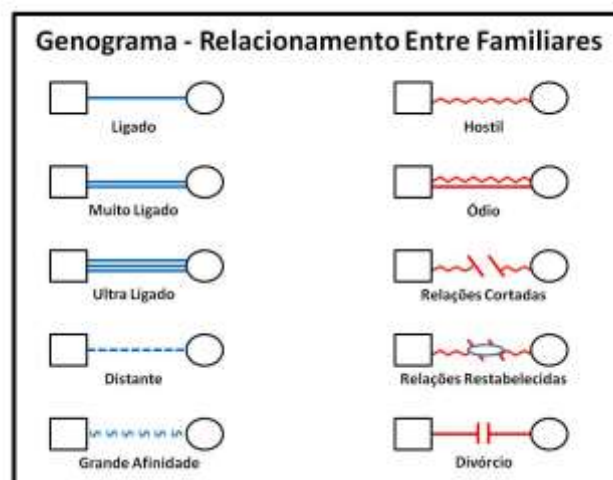 Genograma - Relacionamento Entre Familiares
Ligado
Hostil
Muito Ligado
Ódio
Ultra Ligado
Relações Cortadas
Distante
Relações Restabelecidas
Grande Afinidade
Divórcio